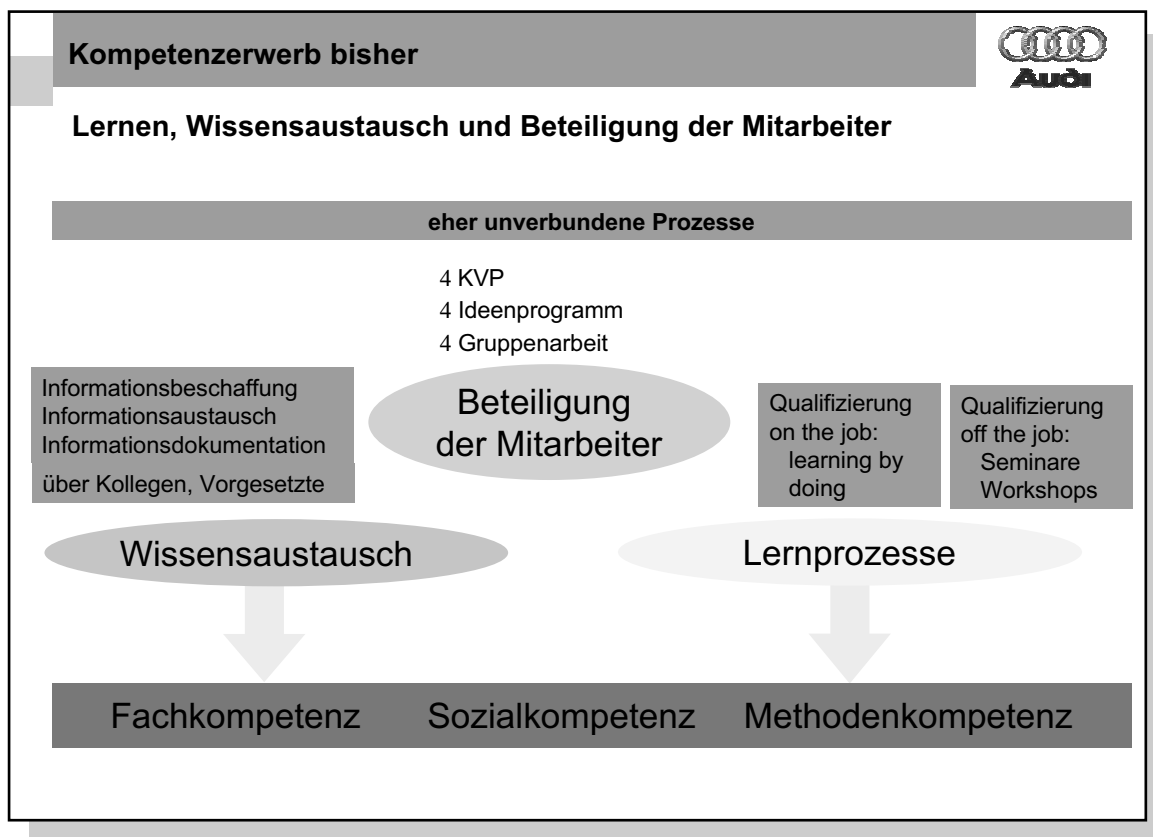 Kompetenzerwerb bisher
Audi
Lernen, Wissensaustausch und Beteiligung der Mitarbeiter
eher unverbundene Prozesse
4 KVP
4 Ideenprogramm
4 Gruppenarbeit
Informationsbeschaffung
Informationsaustausch
Informationsdokumentation
über Kollegen, Vorgesetzte
Beteiligung
der Mitarbeiter
Qualifizierung
on the job:
learning by
doing
Qualifizierung
off the job:
Seminare
Workshops
Wissensaustausch
Lernprozesse
Fachkompetenz Sozialkompetenz Methodenkompetenz